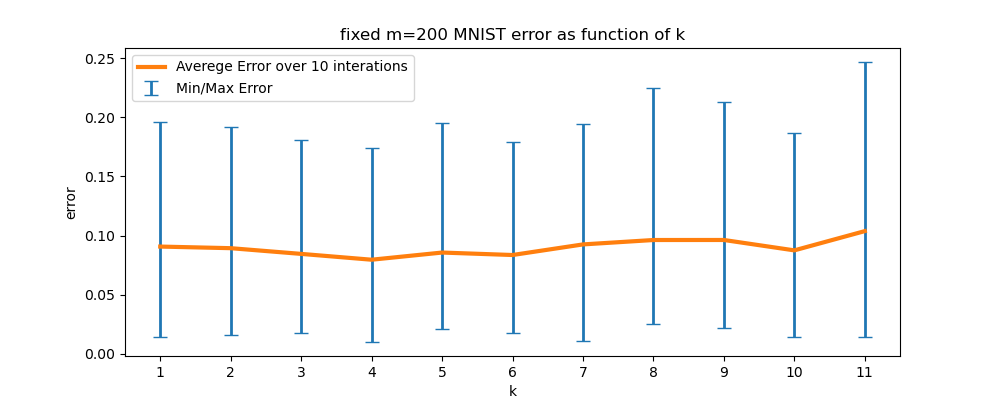 fixed m=200 MNIST error as function of k
Averege Error over 10 interations
Min/Max Error
error
0.25
0.20
0.15
0.10
0.05
0.00
1 2 3 4 5 6 7 8 9 10 11
k